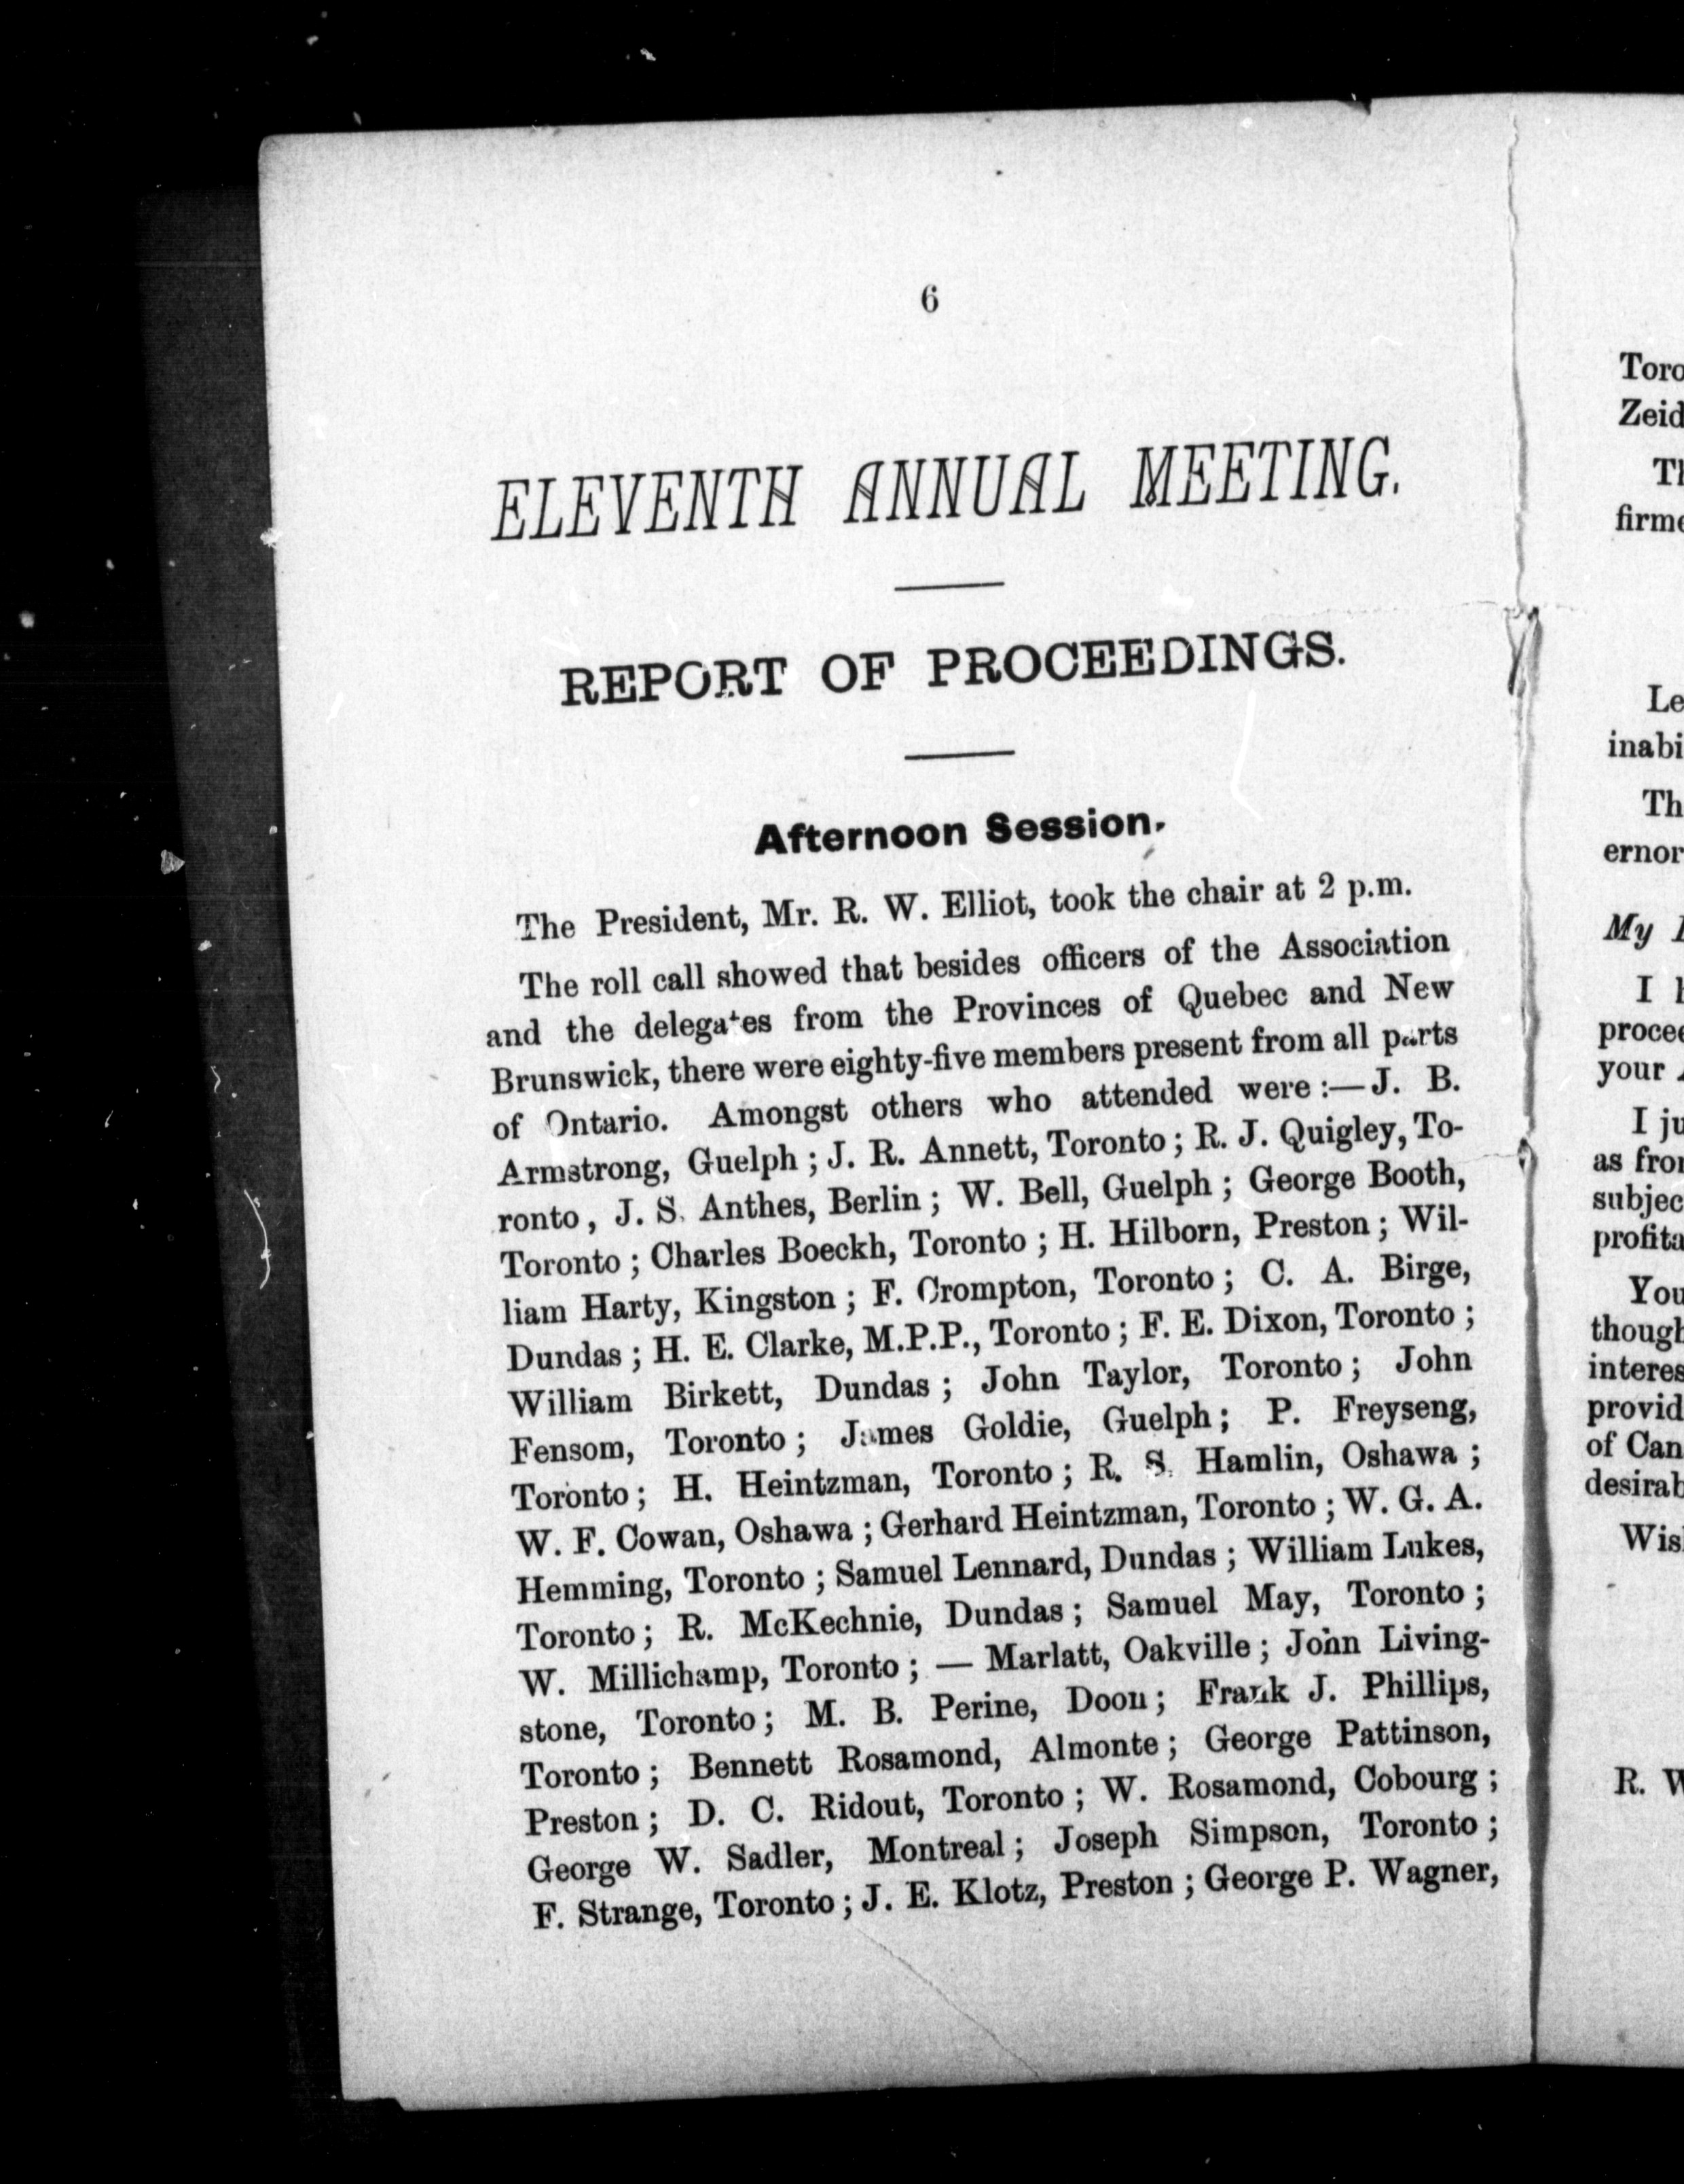 6
ELEVENTH ANNUAL MEETING.
REPORT OF PROCEEDINGS.
Afternoon Session.
The President, Mr. R. W. Elliot, took the chair at 2 p.m.
The roll call showed that besides officers of the Association
and the delegates from the Provinces of Quebec and New
Brunswick, there were eighty-five members present from all parts
of Ontario. Amongst others who attended were :—J. B.
Armstrong, Guelph ; J. R. Annett, Toronto ; R. J. Quigley, To-
ronto , J. S. Anthes, Berlin ; W. Bell, Guelph ; George Booth,
Toronto ; Charles Boeckh, Toronto ; H. Hilborn, Preston ; Wil-
liam Harty, Kingston ; F. Crompton, Toronto ; C. A. Birge,
Dundas ; H. E. Clarke, M.P.P., Toronto ; F. E. Dixon, Toronto ;
William Birkett, Dundas ; John Taylor, Toronto ; John
Fensom, Toronto ; James Goldie, Guelph ; P. Freyseng,
Toronto ; H. Heintzman, Toronto ; R. S. Hamlin, Oshawa ;
W. F. Cowan, Oshawa ; Gerhard Heintzman, Toronto ; W. G. A.
Hemming, Toronto ; Samuel Lennard, Dundas ; William Lukes,
Toronto ; R. McKechnie, Dundas ; Samuel May, Toronto ;
W. Millichamp, Toronto ; — Marlatt, Oakville ; John Living-
stone, Toronto ; M. B. Perine, Doon ; Frank J. Phillips,
Toronto ; Bennett Rosamond, Almonte ; George Pattinson,
Preston ; D. C. Ridout, Toronto ; W. Rosamond, Cobourg ;
George W. Sadler, Montreal ; Joseph Simpson, Toronto ;
F. Strange, Toronto ; J. E. Klotz, Preston ; George P. Wagner,
Toro
Zeid
Th
firme
Le
inabi
Th
ernor
My
I
procee
your
I ju
as fro
subjec
profita
You
though
interes
provid
of Can
desirab
Wis
R. W